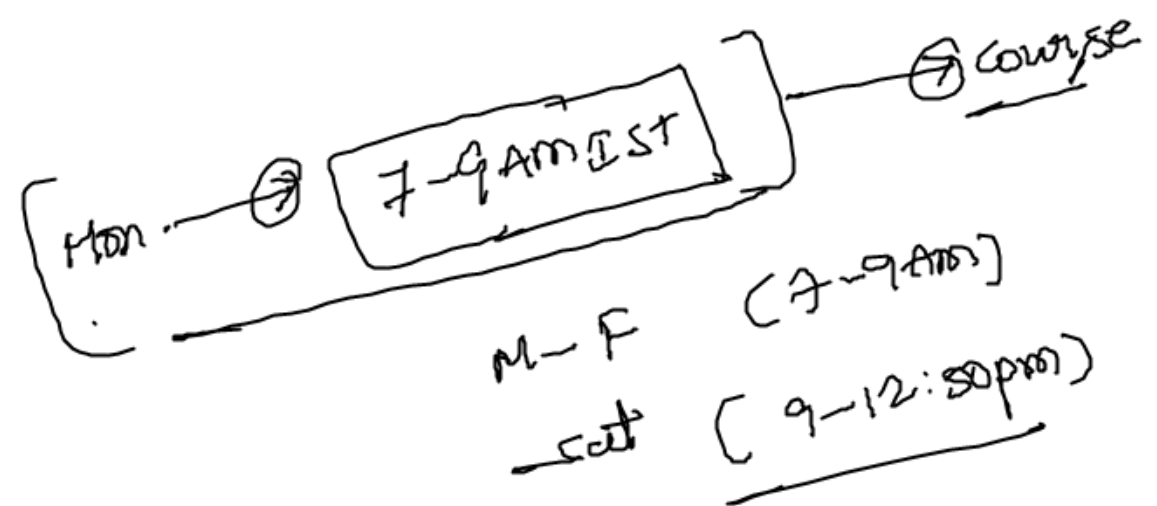 Mon → 7-9AM IST → course
M-F (7-9AM]
sat (9-12:30pm)